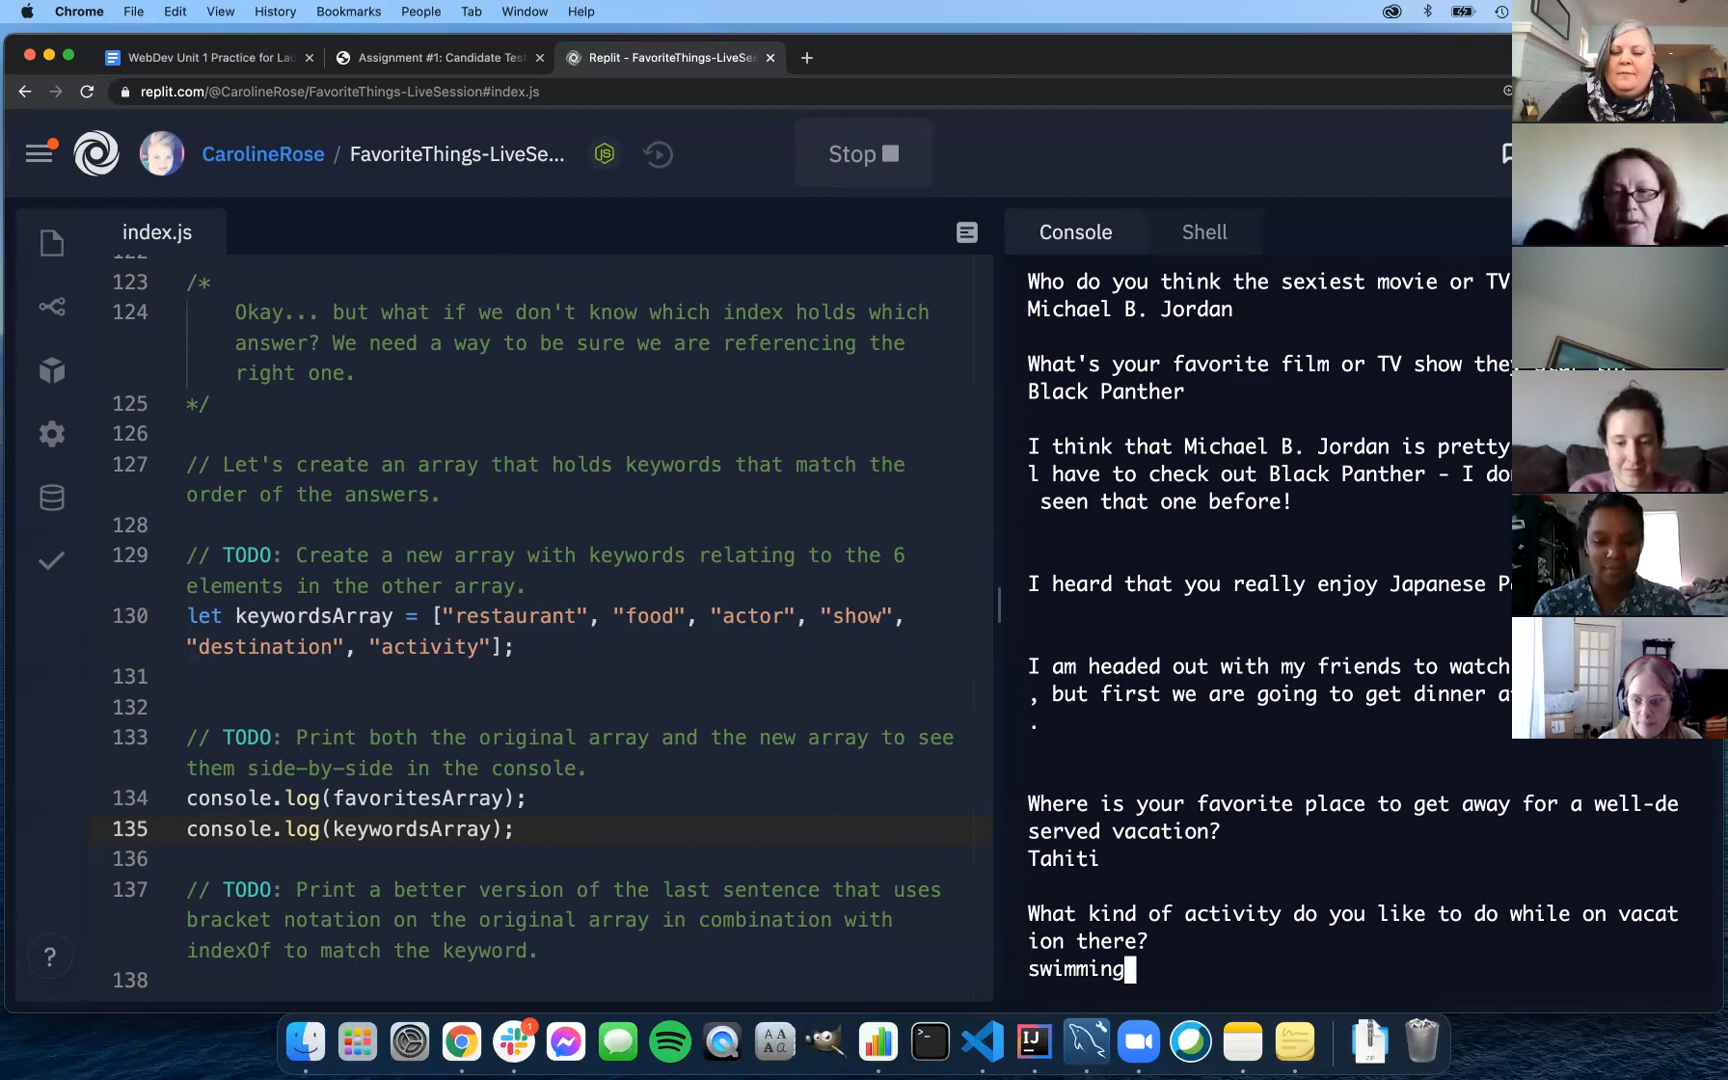 Chrome File Edit View History Bookmarks People Tab Window Help
WebDev Unit 1 Practice for Lau
Assignment #1: Candidate Tes
Replit - FavoriteThings-LiveSes
replit.com/@CarolineRose/FavoriteThings-LiveSession#index.js
CarolineRose / FavoriteThings-LiveSe...
Stop
index.js
Console
Shell
123 /*
124 Okay... but what if we don't know which index holds which
answer? We need a way to be sure we are referencing the
right one.
125 */
126
127 // Let's create an array that holds keywords that match the
order of the answers.
128
129 // TODO: Create a new array with keywords relating to the 6
elements in the other array.
130 let keywordsArray = ["restaurant", "food", "actor", "show",
"destination", "activity"];
131
132
133 // TODO: Print both the original array and the new array to see
them side-by-side in the console.
134 console.log(favoritesArray);
135 console.log(keywordsArray);
136
137 // TODO: Print a better version of the last sentence that uses
bracket notation on the original array in combination with
indexOf to match the keyword.
138
Who do you think the sexiest movie or TV
Michael B. Jordan
What's your favorite film or TV show they
Black Panther
I think that Michael B. Jordan is pretty
l have to check out Black Panther - I don
seen that one before!
I heard that you really enjoy Japanese
I am headed out with my friends to watch
, but first we are going to get dinner
.
Where is your favorite place to get away for a well-de
served vacation?
Tahiti
What kind of activity do you like to do while on vacat
ion there?
swimming
1
A A
A a
IJ
ZIP
?